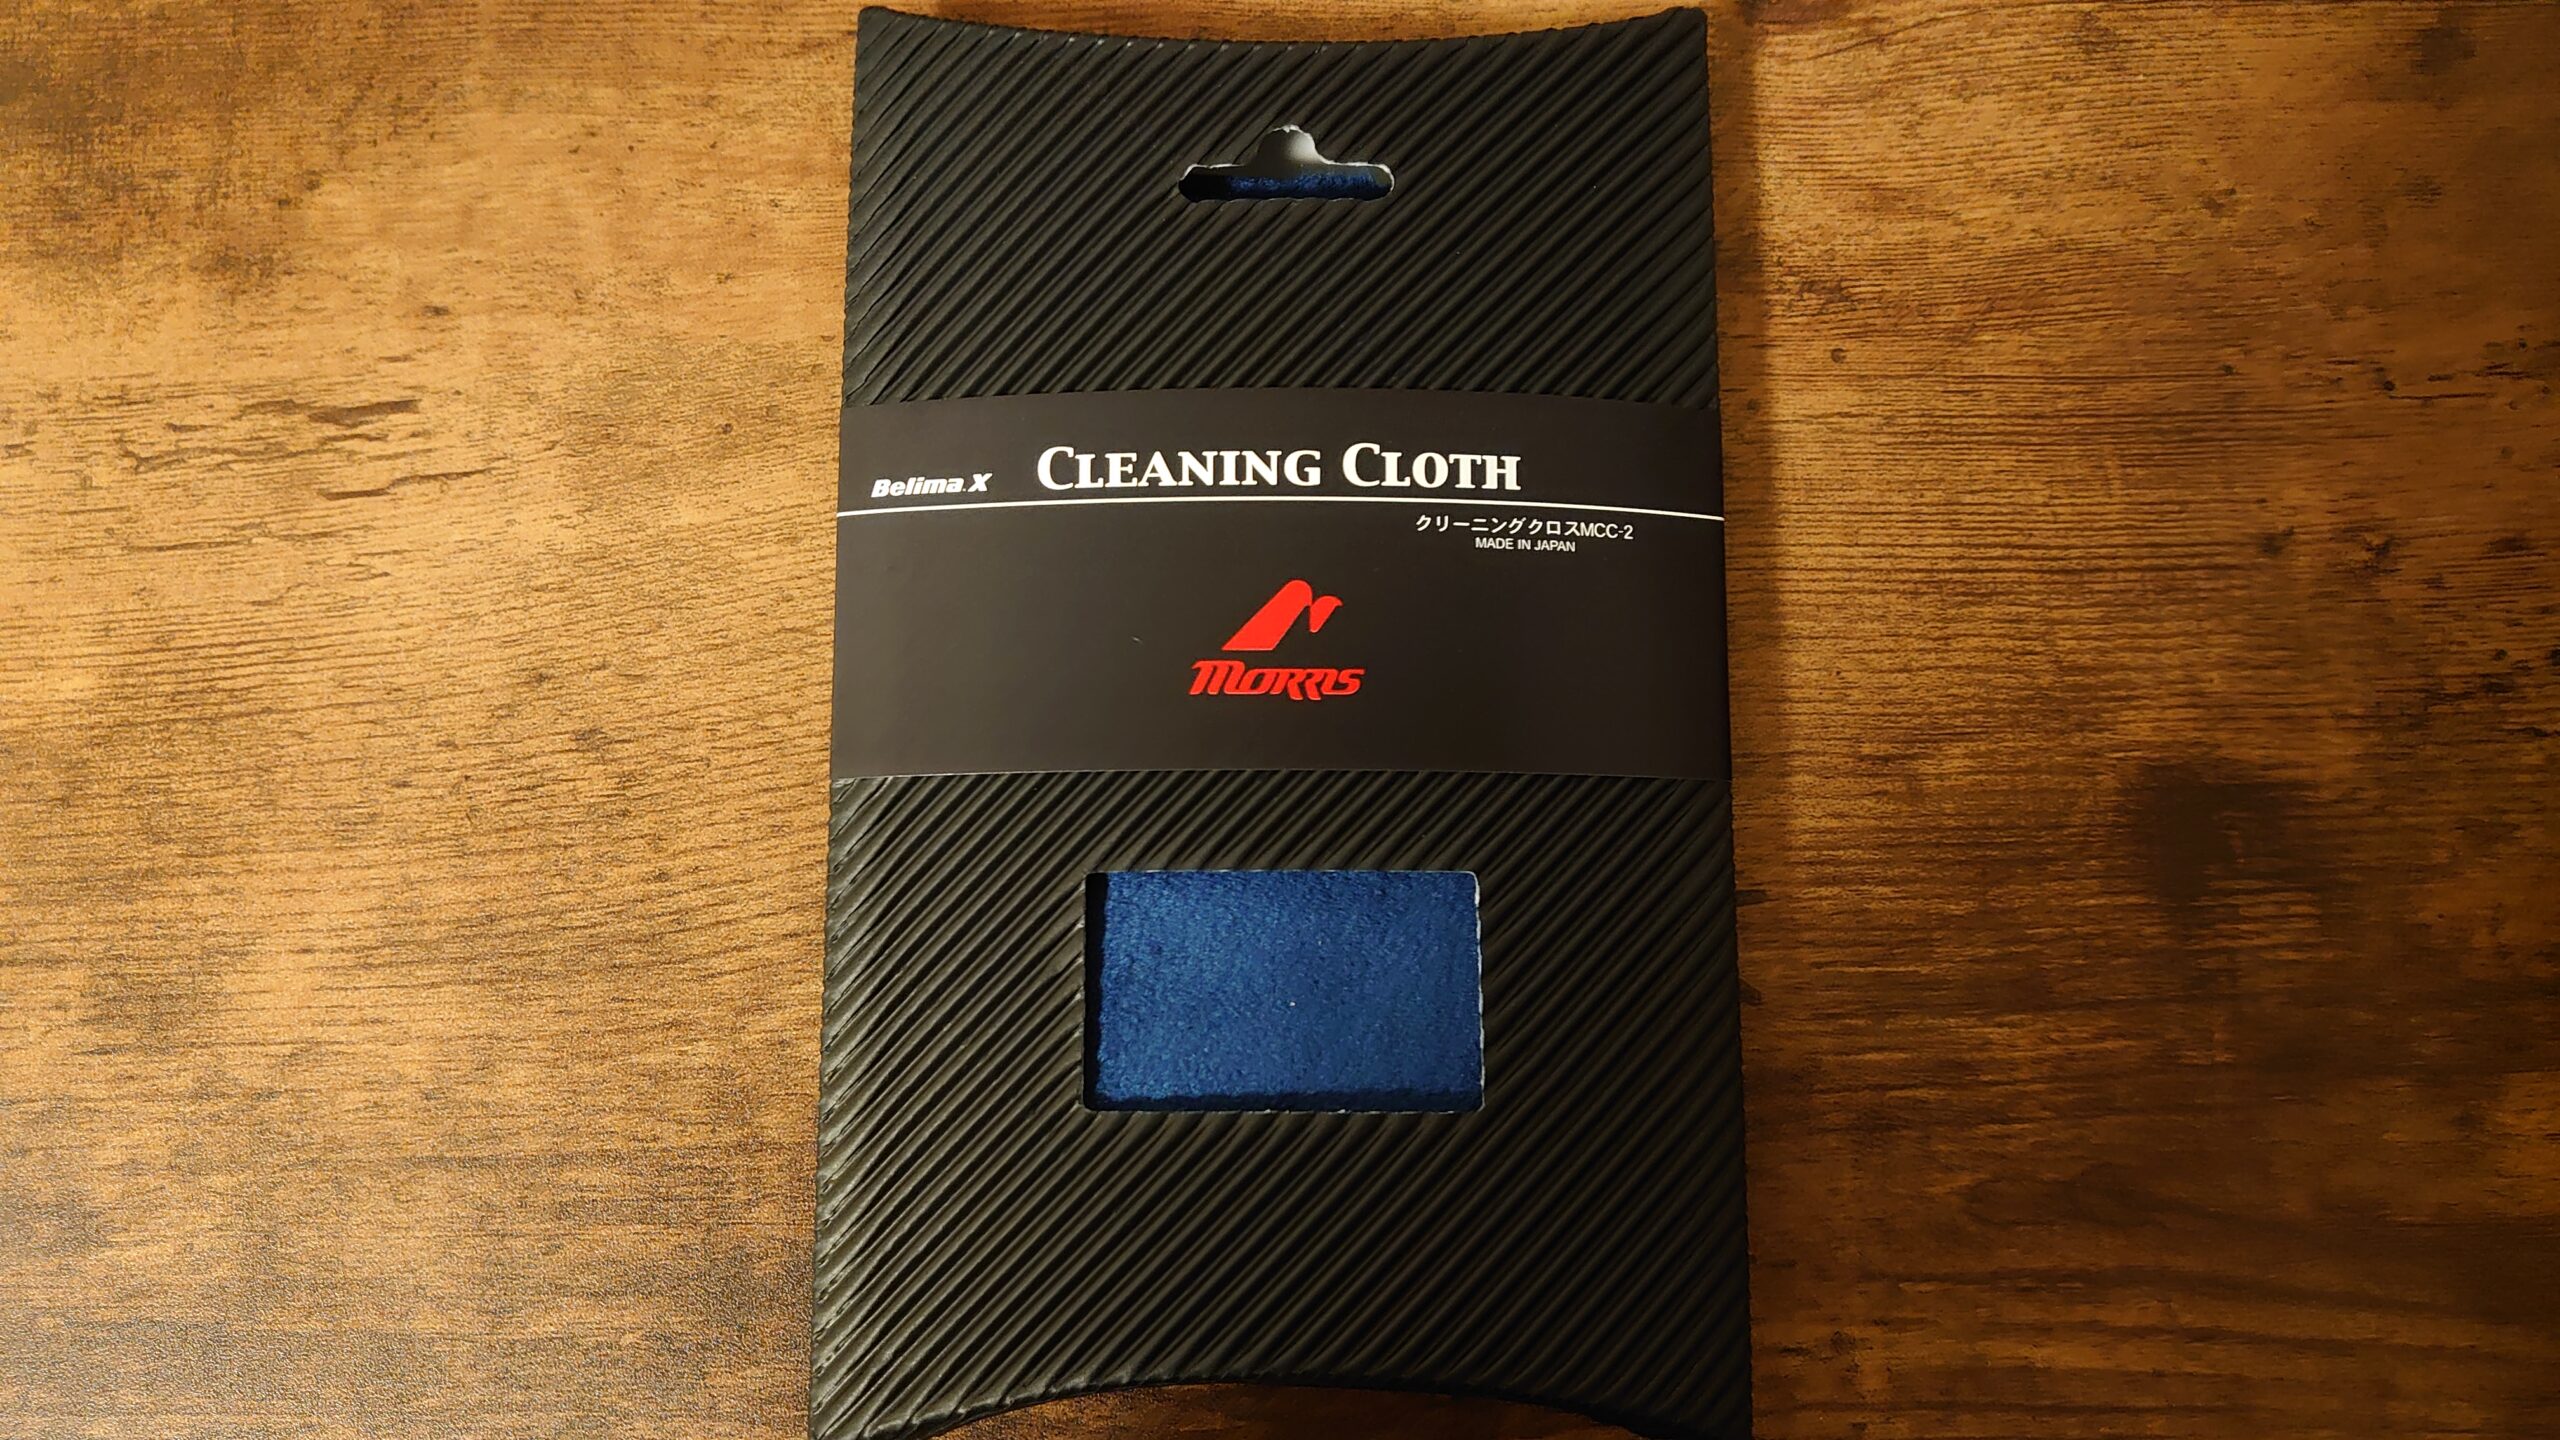 Belima.X CLEANING CLOTH
クリーニングクロスMCC-2
MADE IN JAPAN
MORRIS